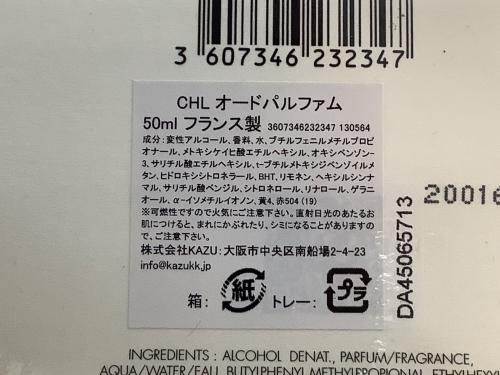 3 607346 232347
CHL オードパルファム
50ml フランス製 3607346232347 130564
成分：変性アルコール、香料、水、ブチルフェニルメチルプロピ
オナール、メトキシケイヒ酸エチルヘキシル、オキシベンゾン-
3、サリチル酸エチルヘキシル、t-ブチルメトキシジベンゾイルメ
タン、ヒドロキシシトロネラール、BHT、リモネン、ヘキシルシンナ
マル、サリチル酸ベンジル、シトロネロール、リナロール、ゲラニ
オール、α-イソメチルイオノン、黄4、赤504 (19)
※可燃性ですので火気にご注意下さい。直射日光のあたるお
肌につけると、まれにかぶれたり、シミになることがありますの
で、ご注意下さい。
株式会社KAZU：大阪市中央区南船場2-4-23
info@kazukk.jp
箱： 紙 トレー： プラ
DA45065713
20016
INGREDIENTS : ALCOHOL DENAT., PARFUM/FRAGRANCE,
AQUA/WATER/EAU, BUTYLPHENYL METHYLPROPIONAL, ETHYLHEXYL